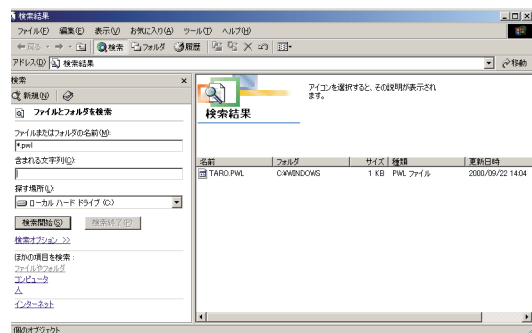 検索結果
ファイル(F) 編集(E) 表示(V) お気に入り(A) ツール(T) ヘルプ(H)
戻る 検索 フォルダ 履歴
アドレス(D) 検索結果 移動
検索
新規(N)
ファイルとフォルダを検索
ファイルまたはフォルダの名前(M):
*.pwl
含まれる文字列(C):
探す場所(L):
ローカル ハード ドライブ (C:)
検索開始(S) 検索終了(P)
検索オプション >>
ほかの項目を検索:
ファイルやフォルダ
コンピュータ
人
インターネット
検索結果
アイコンを選択すると、その説明が表示されます。
名前 フォルダ サイズ 種類 更新日時
TARO.PWL C:¥WINDOWS 1 KB PWL ファイル 2000/09/22 14:04
個のオブジェクト